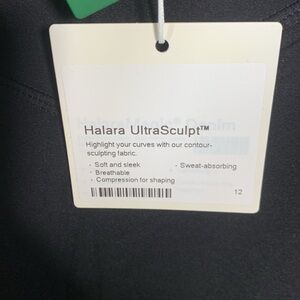 Halara UltraSculpt™
Highlight your curves with our contour-
sculpting fabric.
· Soft and sleek
· Sweat-absorbing
· Breathable
· Compression for shaping
12